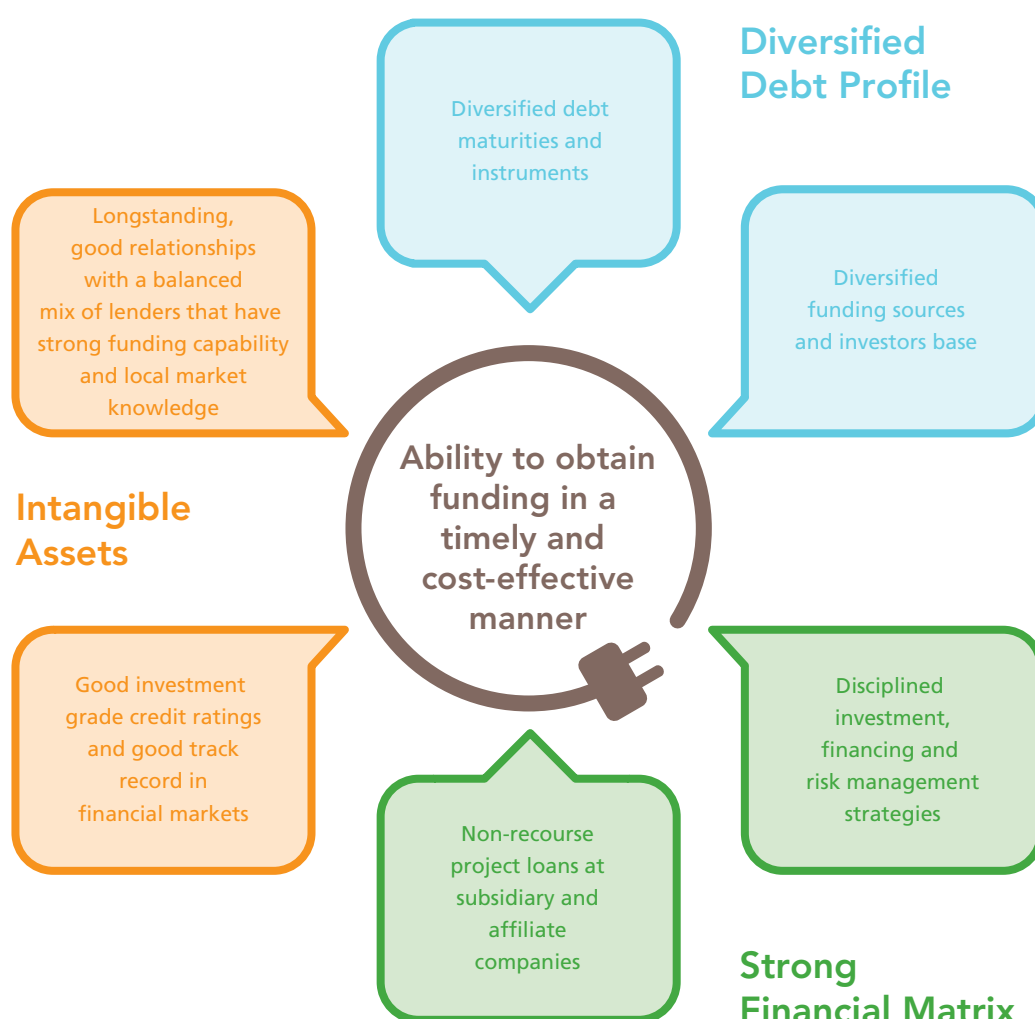 Diversified
Debt Profile
Diversified debt
maturities and
instruments
Longstanding,
good relationships
with a balanced
mix of lenders that have
strong funding capability
and local market
knowledge
Diversified
funding sources
and investors base
Ability to obtain
funding in a
timely and
cost-effective
manner
Intangible
Assets
Good investment
grade credit ratings
and good track
record in
financial markets
Disciplined
investment,
financing and
risk management
strategies
Non-recourse
project loans at
subsidiary and
affiliate
companies
Strong
Financial Matrix